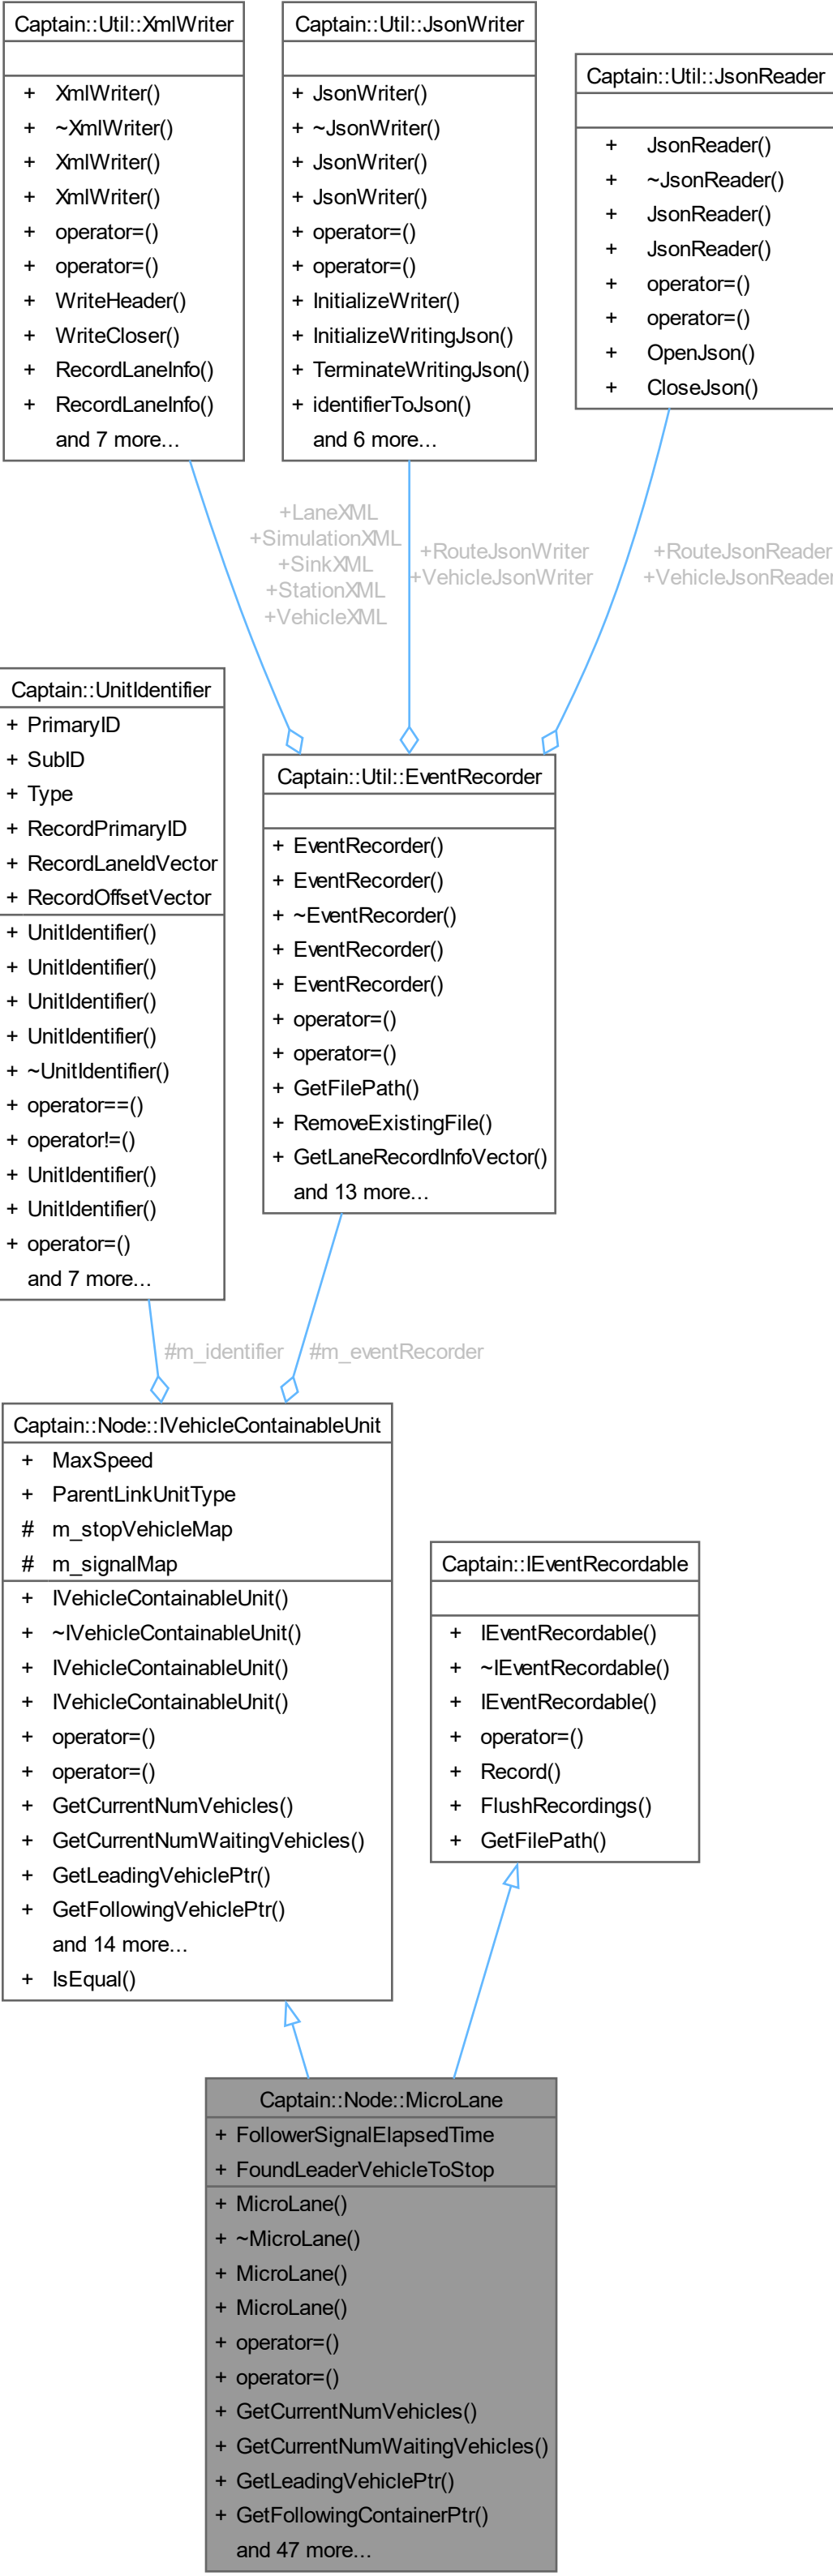 Captain::Util::XmlWriter
+ XmlWriter()
+ ~XmlWriter()
+ XmlWriter()
+ XmlWriter()
+ operator=()
+ operator=()
+ WriteHeader()
+ WriteCloser()
+ RecordLaneInfo()
+ RecordLaneInfo()
and 7 more...
Captain::Util::JsonWriter
+ JsonWriter()
+ ~JsonWriter()
+ JsonWriter()
+ JsonWriter()
+ operator=()
+ operator=()
+ InitializeWriter()
+ InitializeWritingJson()
+ TerminateWritingJson()
+ identifierToJson()
and 6 more...
Captain::Util::JsonReader
+ JsonReader()
+ ~JsonReader()
+ JsonReader()
+ JsonReader()
+ operator=()
+ operator=()
+ OpenJson()
+ CloseJson()
+LaneXML
+SimulationXML
+SinkXML
+StationXML
+VehicleXML
+RouteJsonWriter
+VehicleJsonWriter
+RouteJsonReader
+VehicleJsonReader
Captain::UnitIdentifier
+ PrimaryID
+ SubID
+ Type
+ RecordPrimaryID
+ RecordLaneIdVector
+ RecordOffsetVector
+ UnitIdentifier()
+ UnitIdentifier()
+ UnitIdentifier()
+ UnitIdentifier()
+ ~UnitIdentifier()
+ operator==()
+ operator!=()
+ UnitIdentifier()
+ UnitIdentifier()
+ operator=()
and 7 more...
Captain::Util::EventRecorder
+ EventRecorder()
+ EventRecorder()
+ ~EventRecorder()
+ EventRecorder()
+ EventRecorder()
+ operator=()
+ operator=()
+ GetFilePath()
+ RemoveExistingFile()
+ GetLaneRecordInfoVector()
and 13 more...
#m_identifier
#m_eventRecorder
Captain::Node::IVehicleContainableUnit
+ MaxSpeed
+ ParentLinkUnitType
# m_stopVehicleMap
# m_signalMap
+ IVehicleContainableUnit()
+ ~IVehicleContainableUnit()
+ IVehicleContainableUnit()
+ IVehicleContainableUnit()
+ operator=()
+ operator=()
+ GetCurrentNumVehicles()
+ GetCurrentNumWaitingVehicles()
+ GetLeadingVehiclePtr()
+ GetFollowingVehiclePtr()
and 14 more...
+ IsEqual()
Captain::IEventRecordable
+ IEventRecordable()
+ ~IEventRecordable()
+ IEventRecordable()
+ operator=()
+ Record()
+ FlushRecordings()
+ GetFilePath()
Captain::Node::MicroLane
+ FollowerSignalElapsedTime
+ FoundLeaderVehicleToStop
+ MicroLane()
+ ~MicroLane()
+ MicroLane()
+ MicroLane()
+ operator=()
+ operator=()
+ GetCurrentNumVehicles()
+ GetCurrentNumWaitingVehicles()
+ GetLeadingVehiclePtr()
+ GetFollowingContainerPtr()
and 47 more...